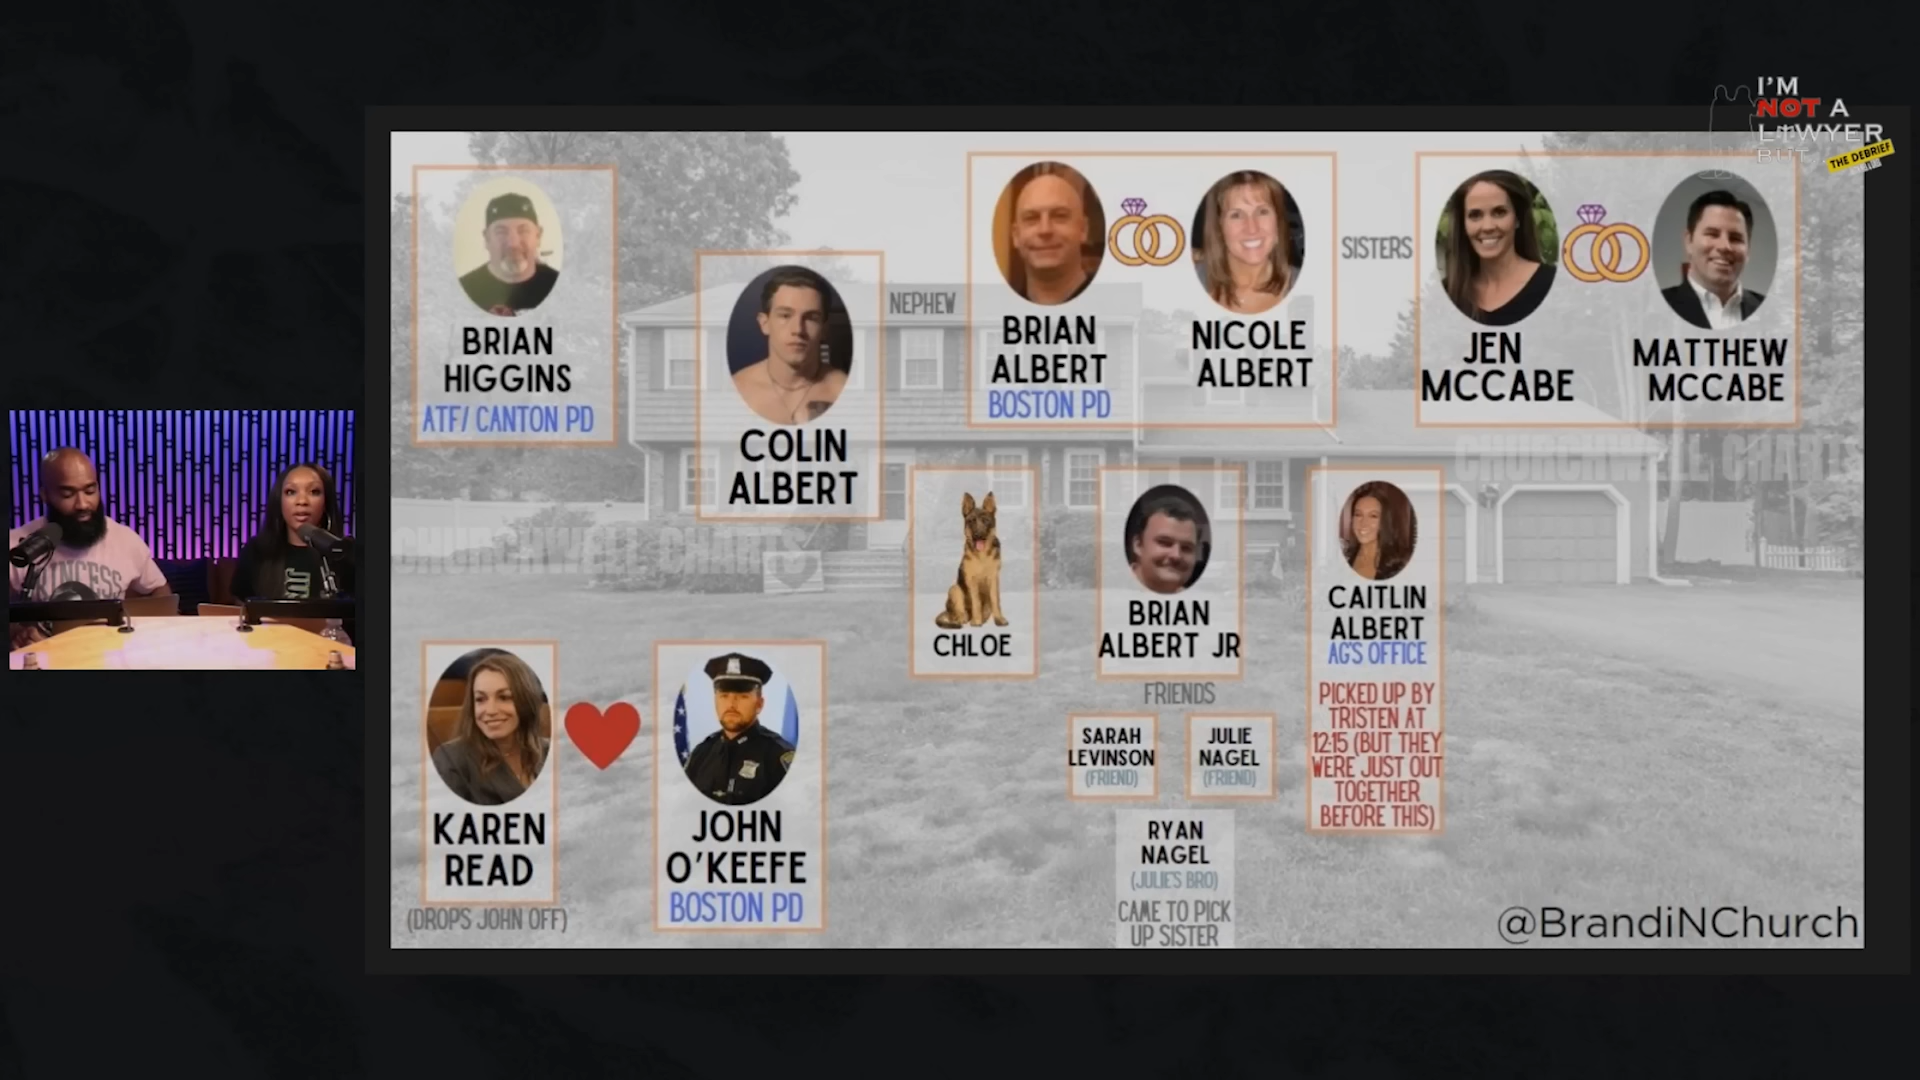 I'M
NOT A
LAWYER
BUT
THE DEBRIEF
BRIAN
HIGGINS
ATF/ CANTON PD
COLIN
ALBERT
NEPHEW
BRIAN
ALBERT
BOSTON PD
NICOLE
ALBERT
SISTERS
JEN
MCCABE
MATTHEW
MCCABE
CHURCHWELL CHARTS
CHURCHWELL CHARTS
CHLOE
BRIAN
ALBERT JR
FRIENDS
SARAH
LEVINSON
(FRIEND)
JULIE
NAGEL
(FRIEND)
RYAN
NAGEL
(JULIE'S BRO)
CAME TO PICK
UP SISTER
CAITLIN
ALBERT
AG'S OFFICE
PICKED UP BY
TRISTEN AT
12:15 (BUT THEY
WERE JUST OUT
TOGETHER
BEFORE THIS)
KAREN
READ
(DROPS JOHN OFF)
JOHN
O'KEEFE
BOSTON PD
@BrandiNChurch